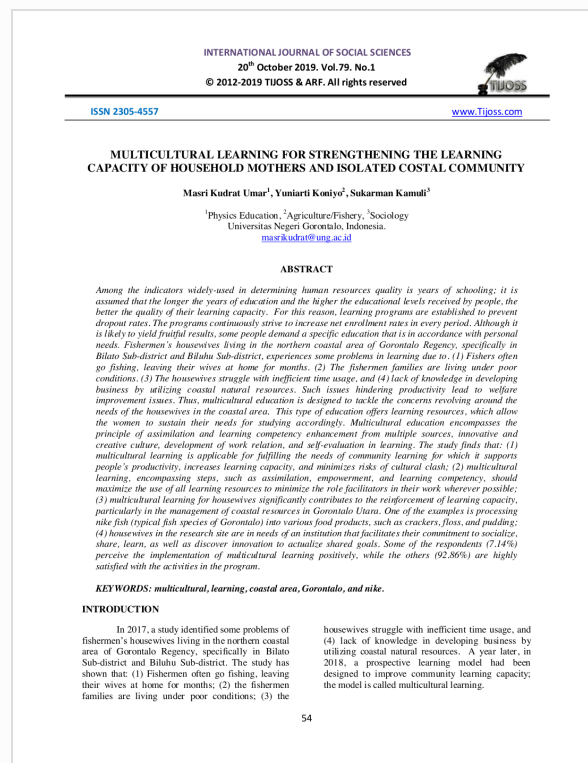 INTERNATIONAL JOURNAL OF SOCIAL SCIENCES
20th October 2019. Vol.79. No.1
© 2012-2019 TIJOSS & ARF. All rights reserved
TIJOSS
ISSN 2305-4557 www.Tijoss.com
MULTICULTURAL LEARNING FOR STRENGTHENING THE LEARNING
CAPACITY OF HOUSEHOLD MOTHERS AND ISOLATED COSTAL COMMUNITY
Masri Kudrat Umar1, Yuniarti Koniyo2, Sukarman Kamuli3
1Physics Education, 2Agriculture/Fishery, 3Sociology
Universitas Negeri Gorontalo, Indonesia.
masrikudrat@ung.ac.id
ABSTRACT
Among the indicators widely-used in determining human resources quality is years of schooling; it is
assumed that the longer the years of education and the higher the educational levels received by people, the
better the quality of their learning capacity. For this reason, learning programs are established to prevent
dropout rates. The programs continuously strive to increase net enrollment rates in every period. Although it
is likely to yield fruitful results, some people demand a specific education that is in accordance with personal
needs. Fishermen's housewives living in the northern coastal area of Gorontalo Regency, specifically in
Bilato Sub-district and Biluhu Sub-district, experiences some problems in learning due to. (1) Fishers often
go fishing, leaving their wives at home for months. (2) The fishermen families are living under poor
conditions. (3) The housewives struggle with inefficient time usage, and (4) lack of knowledge in developing
business by utilizing coastal natural resources. Such issues hindering productivity lead to welfare
improvement issues. Thus, multicultural education is designed to tackle the concerns revolving around the
needs of the housewives in the coastal area. This type of education offers learning resources, which allow
the women to sustain their needs for studying accordingly. Multicultural education encompasses the
principle of assimilation and learning competency enhancement from multiple sources, innovative and
creative culture, development of work relation, and self-evaluation in learning. The study finds that: (1)
multicultural learning is applicable for fulfilling the needs of community learning for which it supports
people's productivity, increases learning capacity, and minimizes risks of cultural clash; (2) multicultural
learning, encompassing steps, such as assimilation, empowerment, and learning competency, should
maximize the use of all learning resources to minimize the role facilitators in their work wherever possible;
(3) multicultural learning for housewives significantly contributes to the reinforcement of learning capacity,
particularly in the management of coastal resources in Gorontalo Utara. One of the examples is processing
nike fish (typical fish species of Gorontalo) into various food products, such as crackers, floss, and pudding;
(4) housewives in the research site are in needs of an institution that facilitates their commitment to socialize,
share, learn, as well as discover innovation to actualize shared goals. Some of the respondents (7.14%)
perceive the implementation of multicultural learning positively, while the others (92.86%) are highly
satisfied with the activities in the program.
KEYWORDS: multicultural, learning, coastal area, Gorontalo, and nike.
INTRODUCTION
In 2017, a study identified some problems of
fishermen's housewives living in the northern coastal
area of Gorontalo Regency, specifically in Bilato
Sub-district and Biluhu Sub-district. The study has
shown that: (1) Fishermen often go fishing, leaving
their wives at home for months; (2) the fishermen
families are living under poor conditions; (3) the
housewives struggle with inefficient time usage, and
(4) lack of knowledge in developing business by
utilizing coastal natural resources. A year later, in
2018, a prospective learning model had been
designed to improve community learning capacity;
the model is called multicultural learning.
54